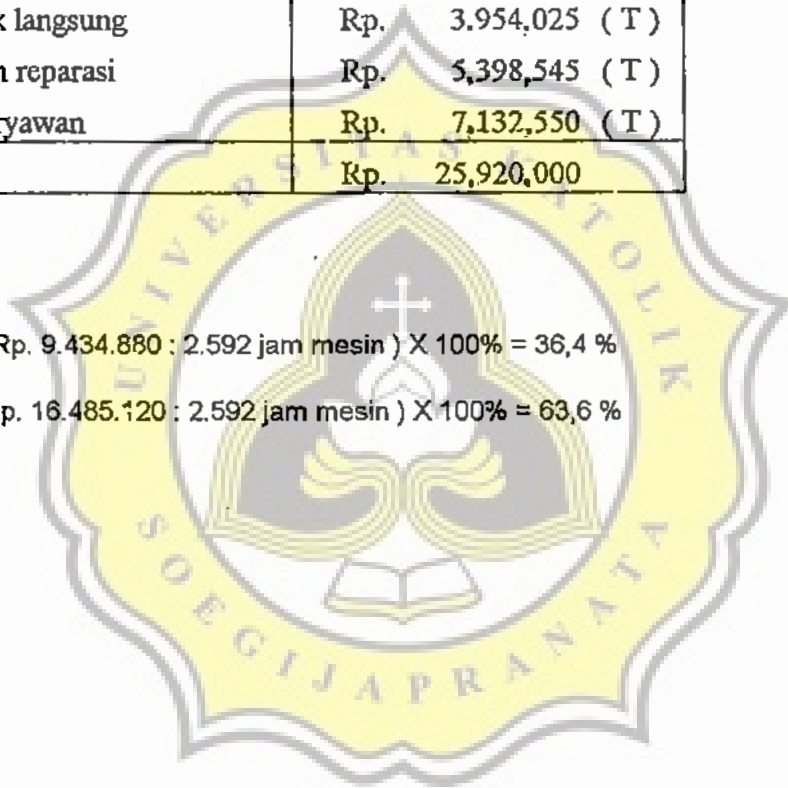 langsung Rp. 3.954,025 ( T )
reparasi Rp. 5,398,545 ( T )
Rp. 7,132,550 ( T )
Rp. 25,920,000
Rp. 9.434.880 : 2.592 jam mesin ) X 100% = 36,4 %
p. 16.485.120 : 2.592 jam mesin ) X 100% = 63,6 %
UNIVERSITAS KATOLIK
SOEGIJAPRANATA